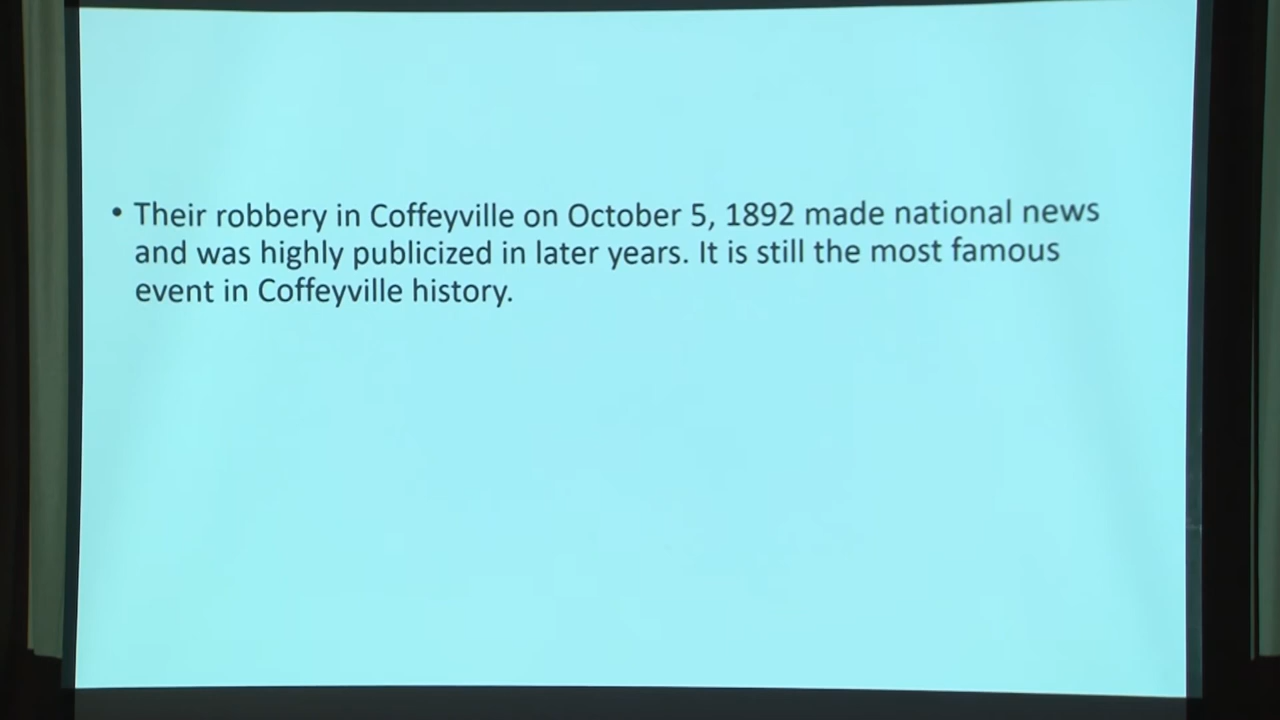 • Their robbery in Coffeyville on October 5, 1892 made national news
and was highly publicized in later years. It is still the most famous
event in Coffeyville history.